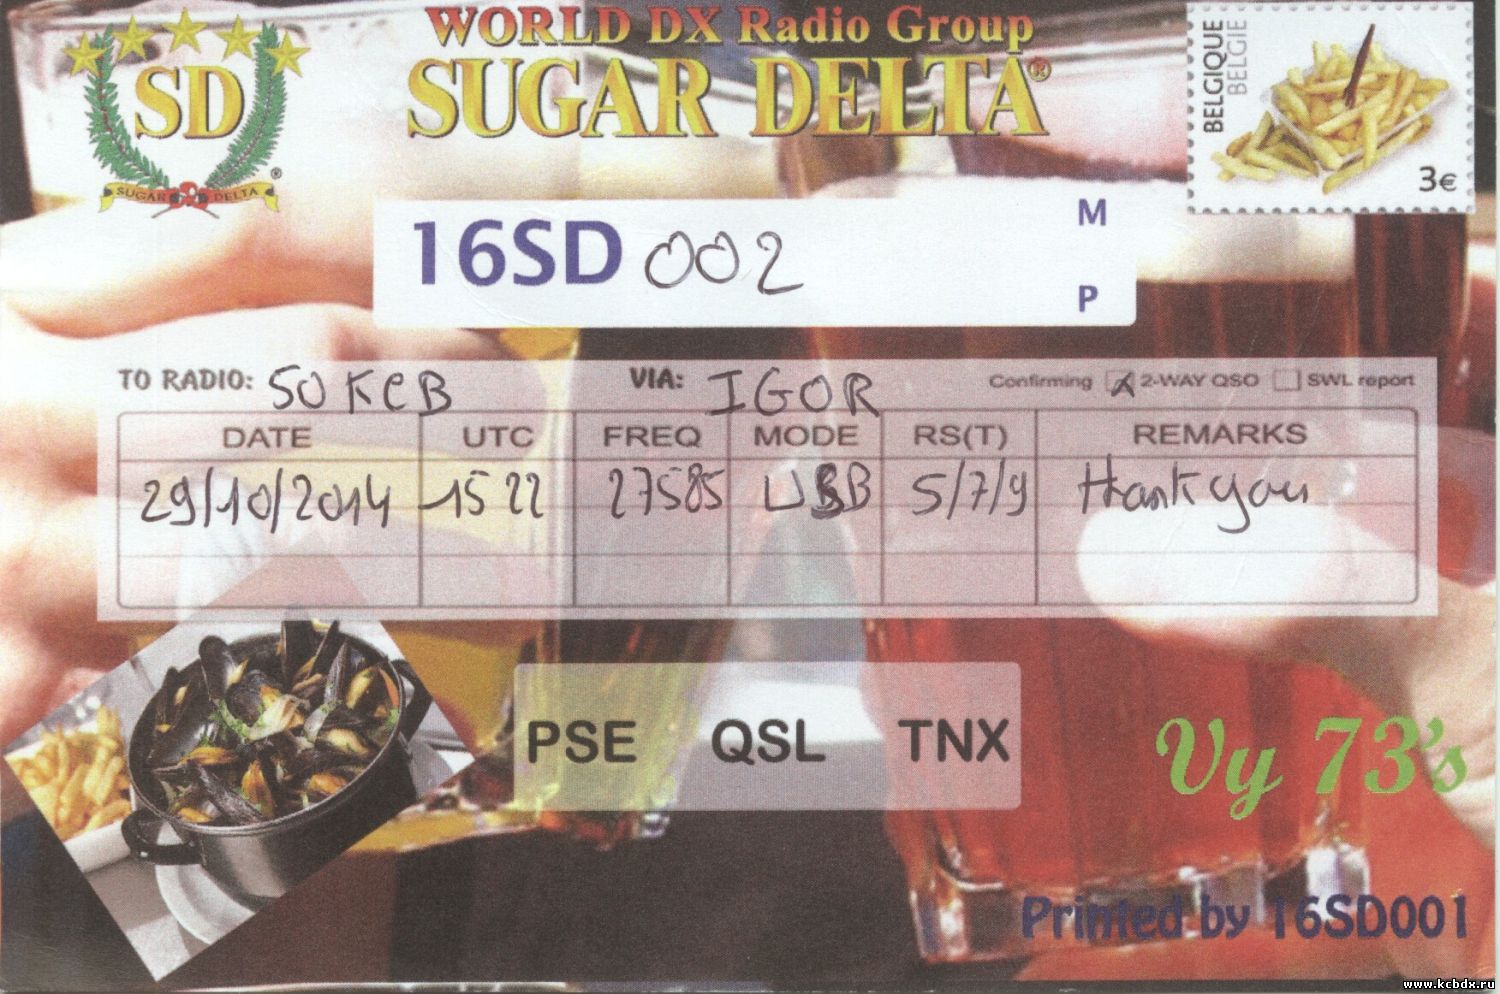 WORLD DX Radio Group
SUGAR DELTA®
SD
SUGAR DELTA ®
BELGIQUE
BELGIE
3€
16SD 002
M
P
TO RADIO: 50 KCB VIA: IGOR Confirming 2-WAY QSO SWL report
DATE UTC FREQ MODE RS(T) REMARKS
29/10/2014 1522 27585 USB 5/7/9 Thank you
PSE QSL TNX
Vy 73's
Printed by 16SD001
www.kcbdx.ru